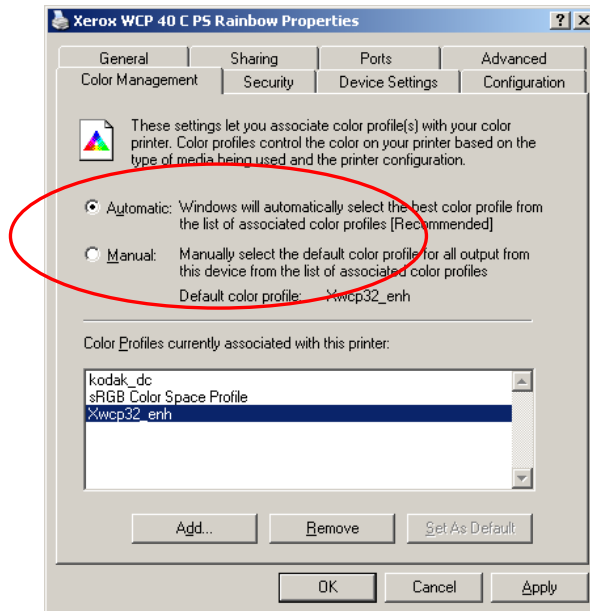 Xerox WCP 40 C PS Rainbow Properties
General Sharing Ports Advanced
Color Management Security Device Settings Configuration
These settings let you associate color profile(s) with your color
printer. Color profiles control the color on your printer based on the
type of media being used and the printer configuration.
Automatic: Windows will automatically select the best color profile from
the list of associated color profiles [Recommended]
Manual: Manually select the default color profile for all output from
this device from the list of associated color profiles
Default color profile: Xwcp32_enh
Color Profiles currently associated with this printer:
kodak_dc
sRGB Color Space Profile
Xwcp32_enh
Add... Remove Set As Default
OK Cancel Apply